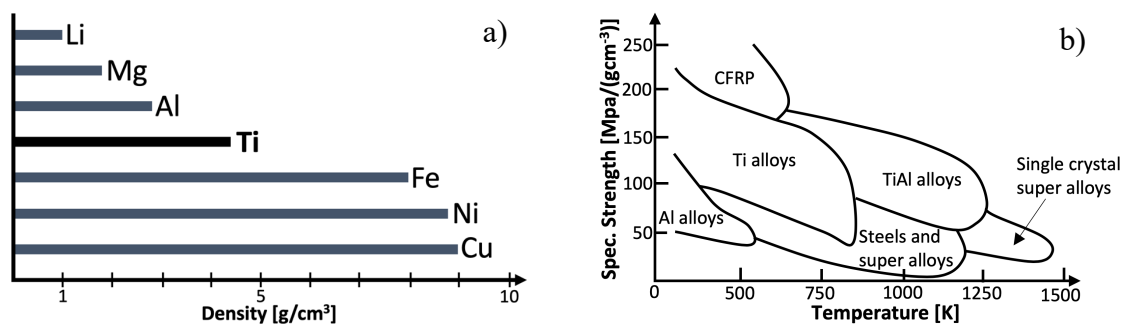 a)
Li
Mg
Al
Ti
Fe
Ni
Cu
1
5
10
Density [g/cm³]
b)
Spec. Strength [Mpa/(gcm⁻³)]
250
200
150
100
50
0
CFRP
Ti alloys
TiAl alloys
Single crystal
super alloys
Al alloys
Steels and
super alloys
0
500
750
1000
1250
1500
Temperature [K]